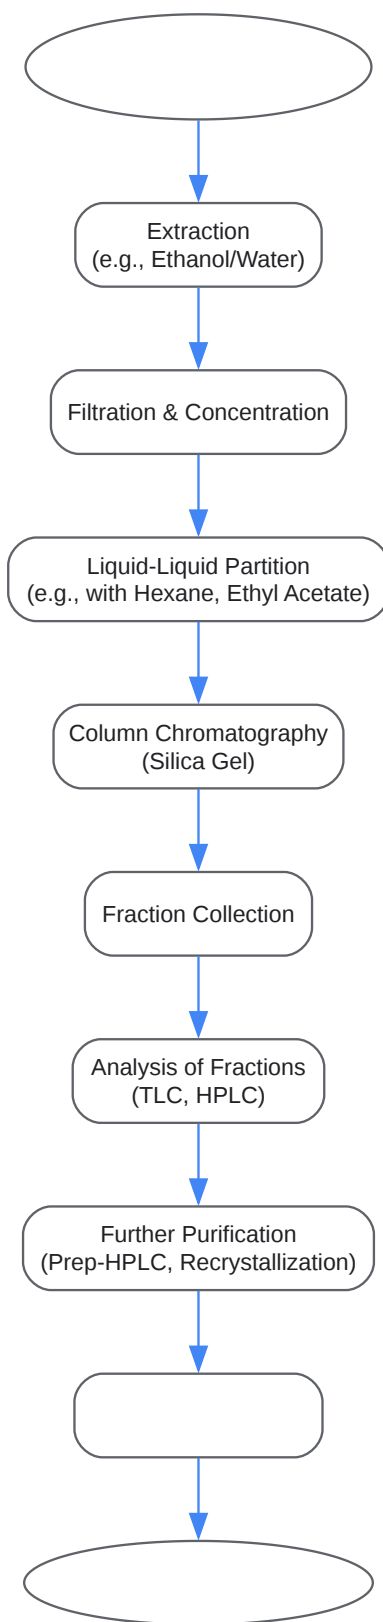 Extraction
(e.g., Ethanol/Water)
Filtration & Concentration
Liquid-Liquid Partition
(e.g., with Hexane, Ethyl Acetate)
Column Chromatography
(Silica Gel)
Fraction Collection
Analysis of Fractions
(TLC, HPLC)
Further Purification
(Prep-HPLC, Recrystallization)